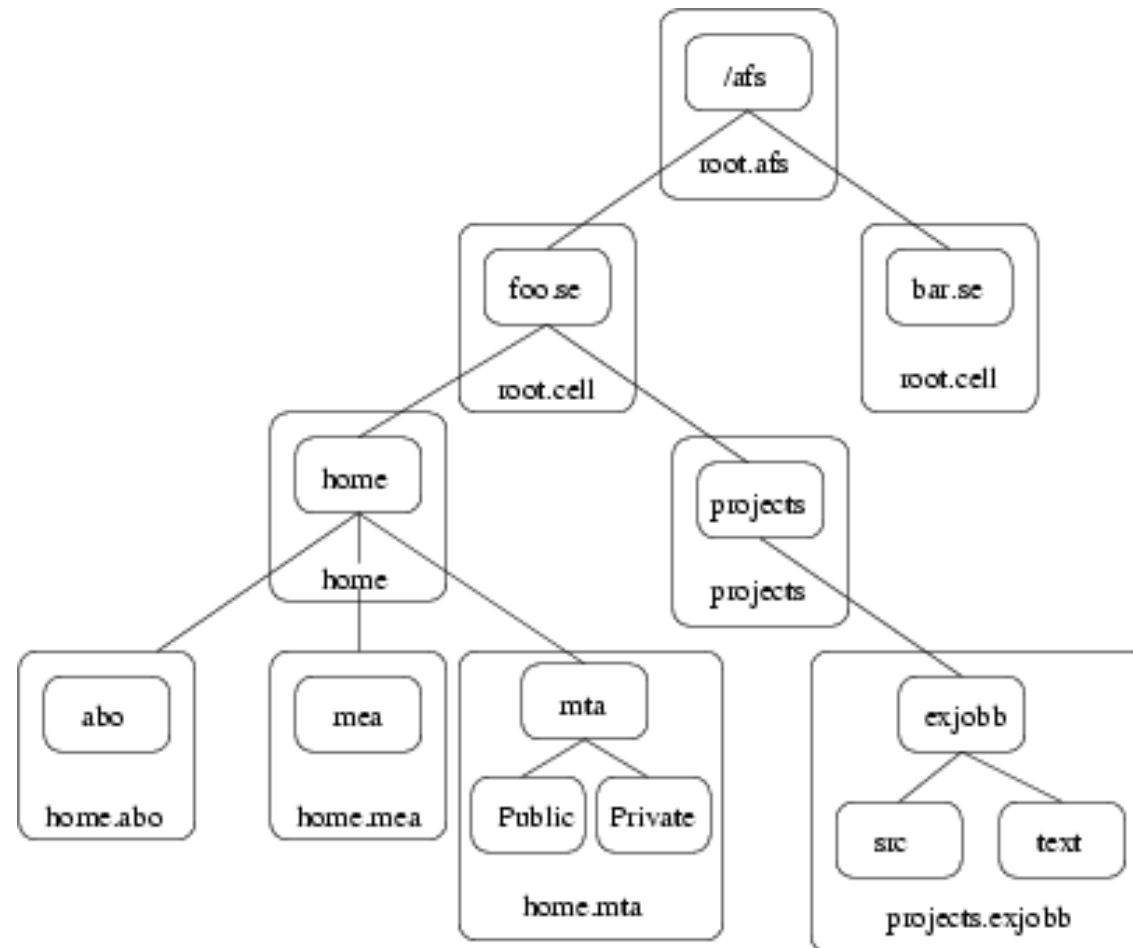 /afs
root.afs
foo.se
bar.se
root.cell
root.cell
home
projects
home
projects
abo
mea
mta
exjobb
home.abo
home.mea
Public
Private
src
text
home.mta
projects.exjobb